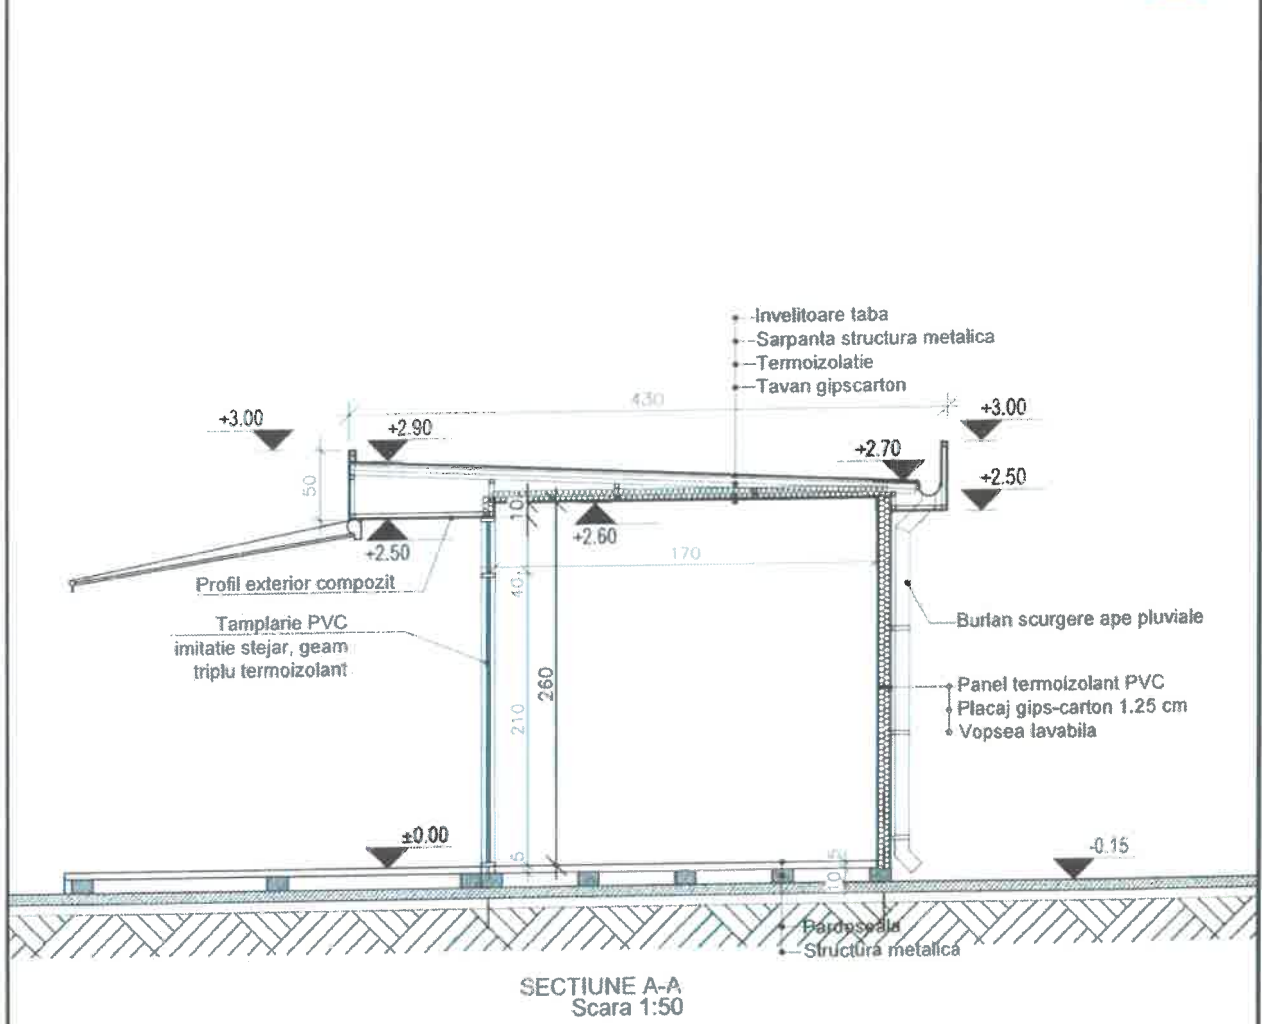 Invelitoare taba
Sarpanta structura metalica
Termoizolatie
Tavan gipscarton
430
+3.00
+2.90
+3.00
+2.70
+2.50
50
10
+2.50
+2.60
170
Profil exterior compozit
40
Tamplarie PVC
imitatie stejar, geam
triplu termoizolant
Burlan scurgere ape pluviale
260
210
Panel termoizolant PVC
Placaj gips-carton 1.25 cm
Vopsea lavabila
±0.00
5
-0.15
10
5
Pardoseala
Structura metalica
SECTIUNE A-A
Scara 1:50